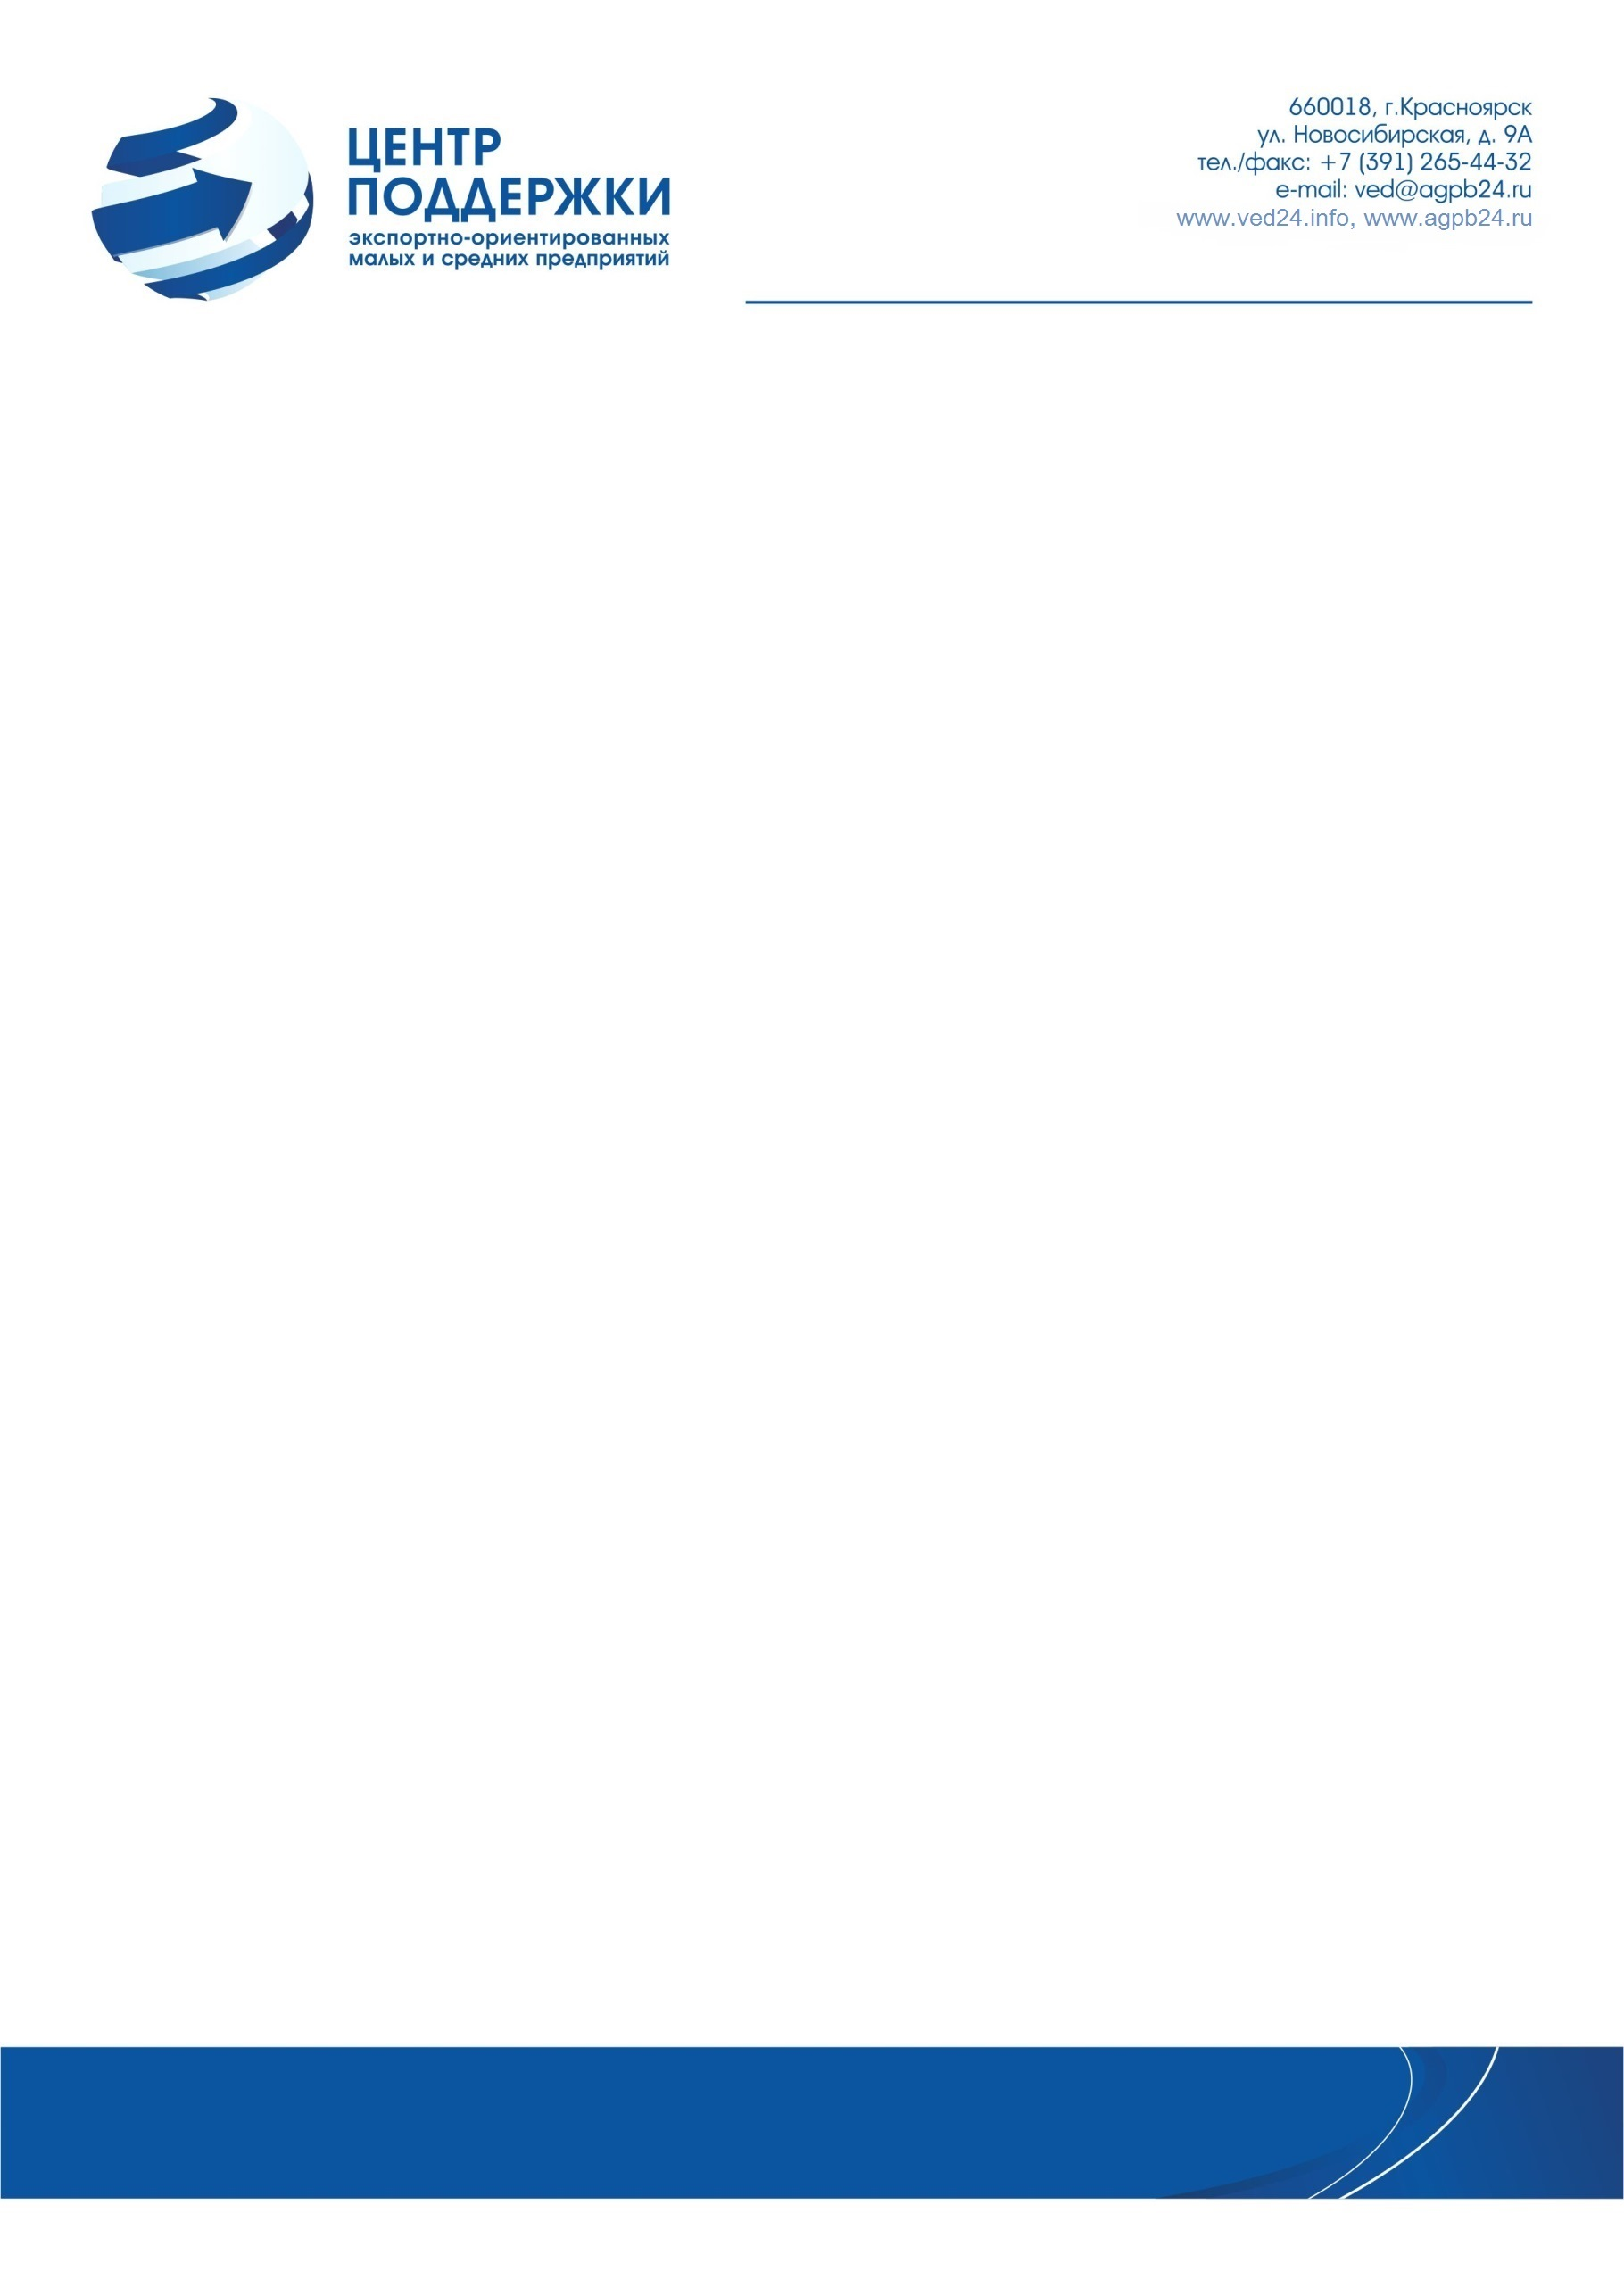 ЦЕНТР
ПОДДЕРЖКИ
экспортно-ориентированных
малых и средних предприятий
660018, г.Красноярск
ул. Новосибирская, д. 9А
тел./факс: +7 (391) 265-44-32
e-mail: ved@agpb24.ru
www.ved24.info, www.agpb24.ru